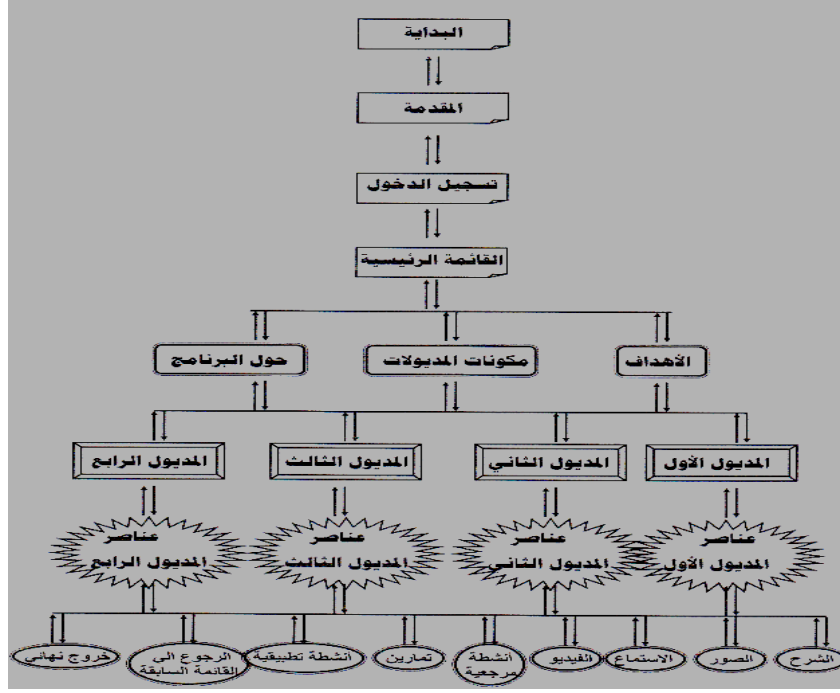 البداية
المقدمة
تسجيل الدخول
القائمة الرئيسية
الأهداف
مكونات المديولات
حول البرنامج
المديول الأول
المديول الثاني
المديول الثالث
المديول الرابع
عناصر
المديول الأول
عناصر
المديول الثاني
عناصر
المديول الثالث
عناصر
المديول الرابع
الشرح
الصور
الاستماع
الفيديو
أنشطة
مرجعية
تمارين
أنشطة تطبيقية
الرجوع الى
القائمة السابقة
خروج نهائي